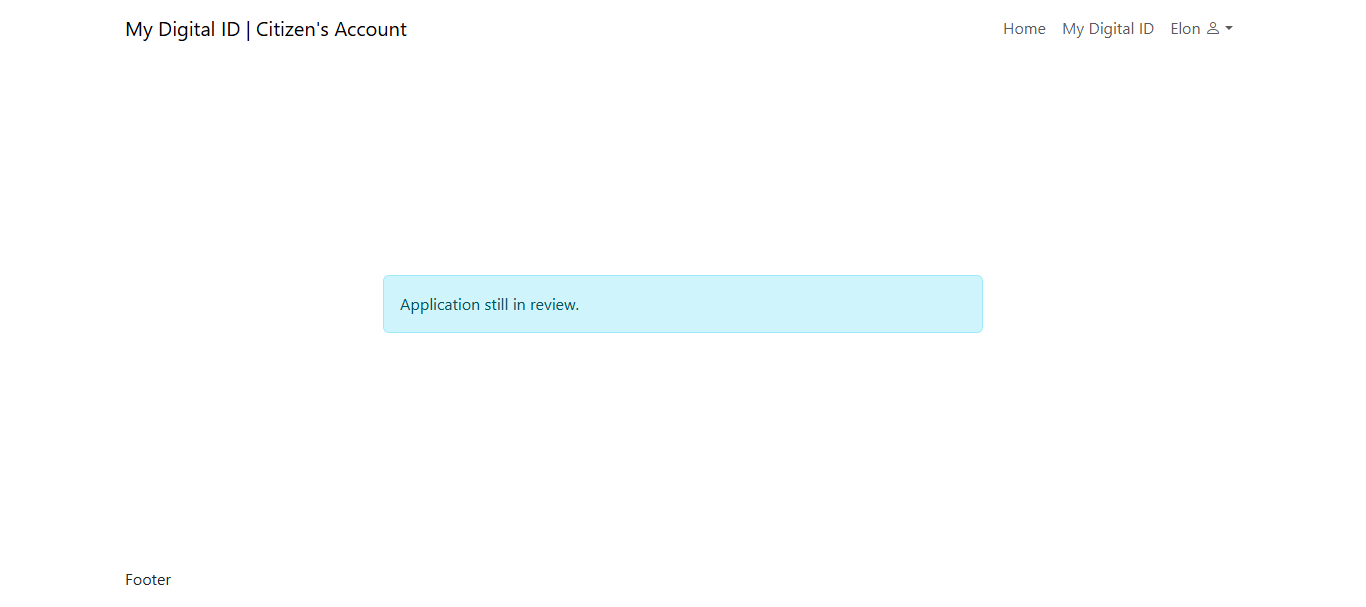 My Digital ID | Citizen's Account
Home My Digital ID Elon
Application still in review.
Footer